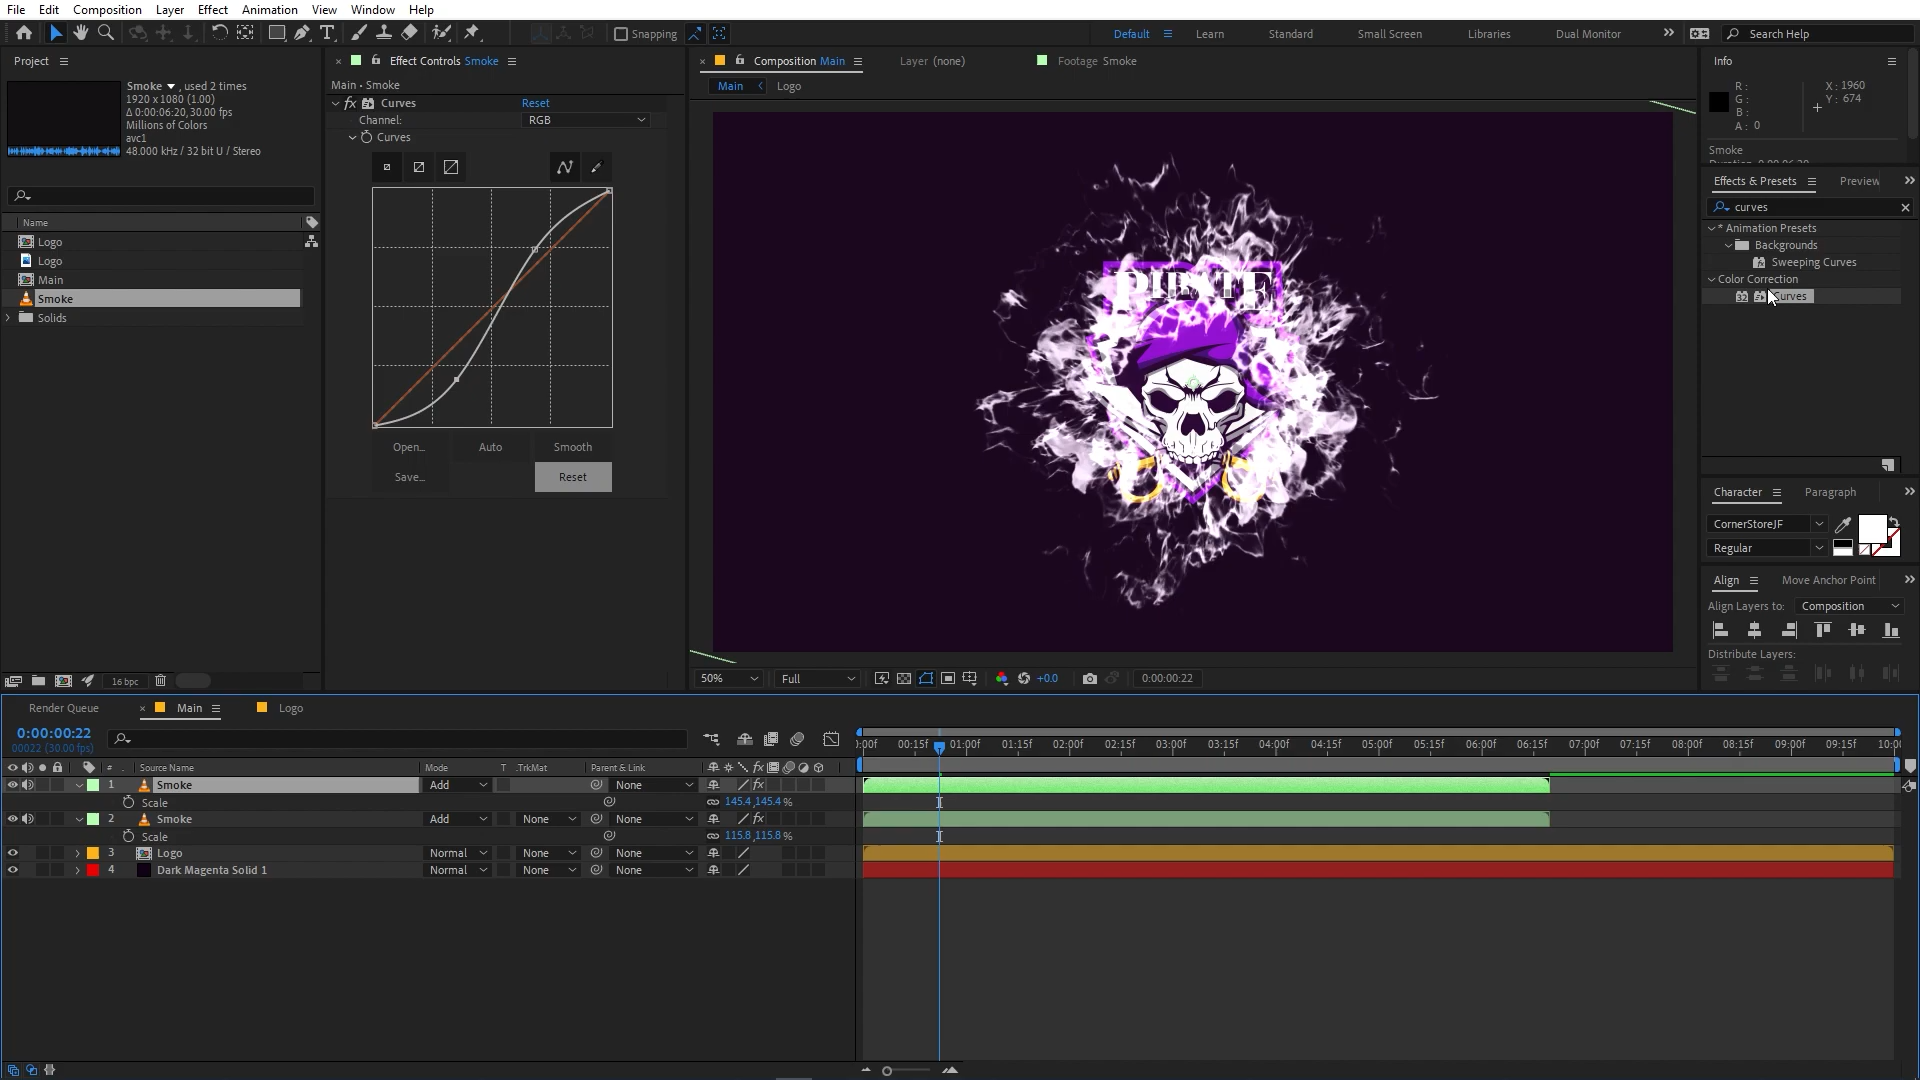 File Edit Composition Layer Effect Animation View Window Help
Snapping Default Learn Standard Small Screen Libraries Dual Monitor Search Help
Project
Smoke , used 2 times
1920 x 1080 (1.00)
Δ 0:00:06:20, 30.00 fps
Millions of Colors
avc1
48.000 kHz / 32 bit U / Stereo
Name
Logo
Logo
Main
Smoke
Solids
16 bpc
Effect Controls Smoke
Main • Smoke
fx Curves Reset
Channel: RGB
Curves
Open... Auto Smooth
Save... Reset
Composition Main Layer (none) Footage Smoke
Main Logo
PIRATE
50% Full +0.0 0:00:00:22
Info
R: X: 1960
G: Y: 674
B:
A: 0
Smoke
Effects & Presets Preview
curves
* Animation Presets
Backgrounds
Sweeping Curves
Color Correction
32 Curves
Character Paragraph
CornerStoreJF
Regular
Align Move Anchor Point
Align Layers to: Composition
Distribute Layers:
Render Queue Main Logo
0:00:00:22
00022 (30.00 fps)
:00f 00:15f 01:00f 01:15f 02:00f 02:15f 03:00f 03:15f 04:00f 04:15f 05:00f 05:15f 06:00f 06:15f 07:00f 07:15f 08:00f 08:15f 09:00f 09:15f 10:00
# Source Name Mode T .TrkMat Parent & Link fx
1 Smoke Add None fx
Scale 145.4,145.4 %
2 Smoke Add None None fx
Scale 115.8,115.8 %
3 Logo Normal None None
4 Dark Magenta Solid 1 Normal None None